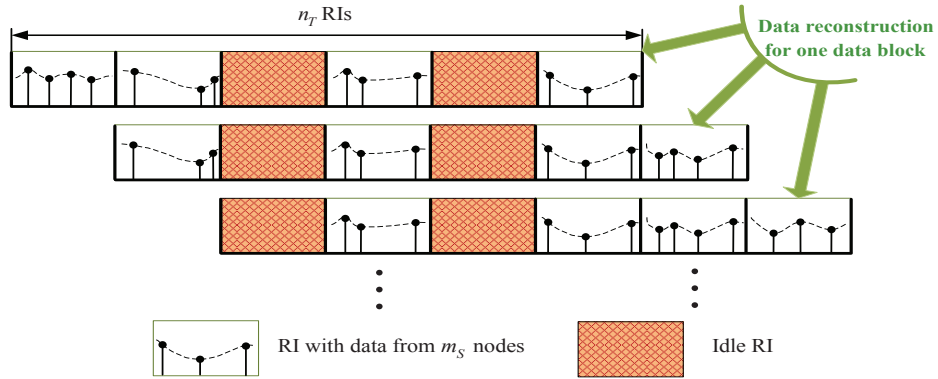 n_T RIs
Data reconstruction
for one data block
RI with data from m_S nodes
Idle RI